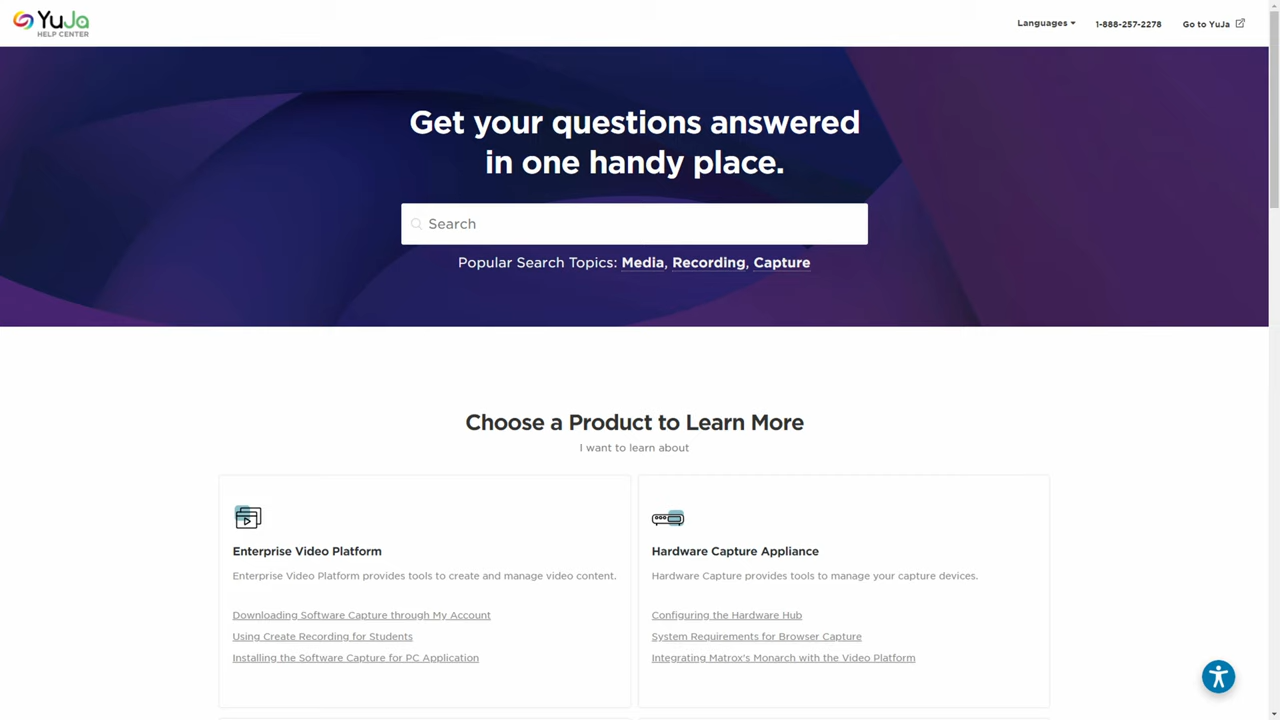 YuJa
HELP CENTER
Languages
1-888-257-2278
Go to YuJa
Get your questions answered
in one handy place.
Search
Popular Search Topics: Media, Recording, Capture
Choose a Product to Learn More
I want to learn about
Enterprise Video Platform
Enterprise Video Platform provides tools to create and manage video content.
Downloading Software Capture through My Account
Using Create Recording for Students
Installing the Software Capture for PC Application
Hardware Capture Appliance
Hardware Capture provides tools to manage your capture devices.
Configuring the Hardware Hub
System Requirements for Browser Capture
Integrating Matrox's Monarch with the Video Platform